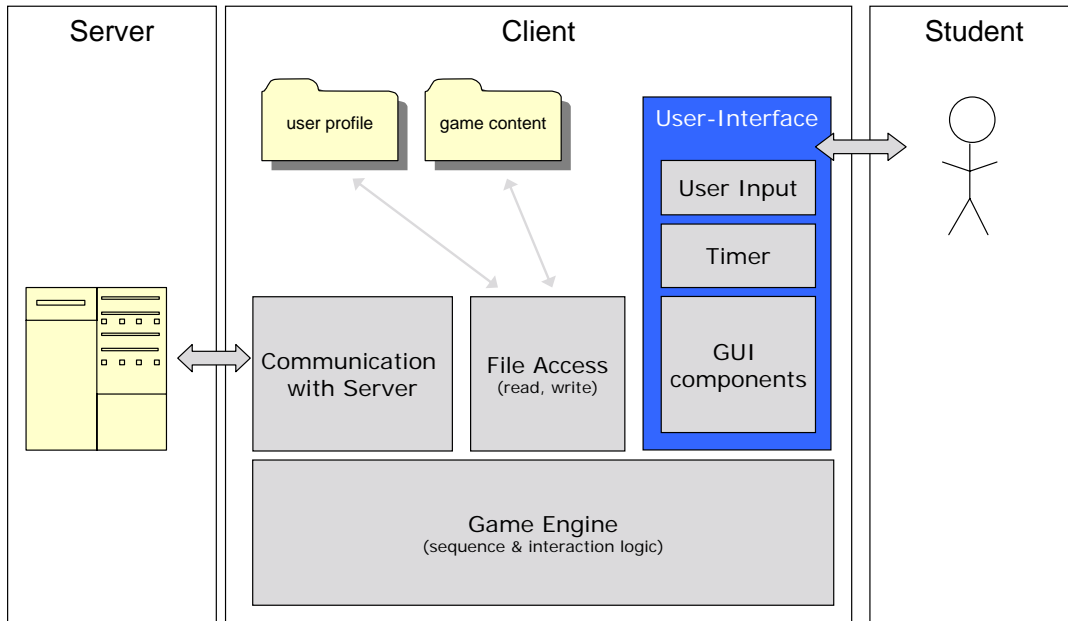 Server
Client
Student
user profile
game content
User-Interface
User Input
Timer
GUI
components
Communication
with Server
File Access
(read, write)
Game Engine
(sequence & interaction logic)